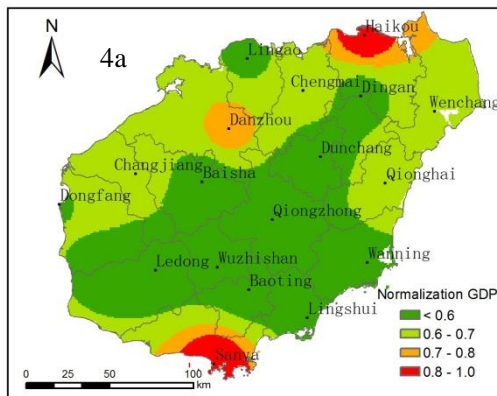 N
4a
Haikou
Lingao
Chengmai
Dingan
Wenchang
Danzhou
Dunchang
Changjiang
Baisha
Qionghai
Dongfang
Qiongzhong
Wanning
Ledong
Wuzhishan
Baoting
Lingshui
Sanya
Normalization GDP
< 0.6
0.6 - 0.7
0.7 - 0.8
0.8 - 1.0
0 25 50 100
km